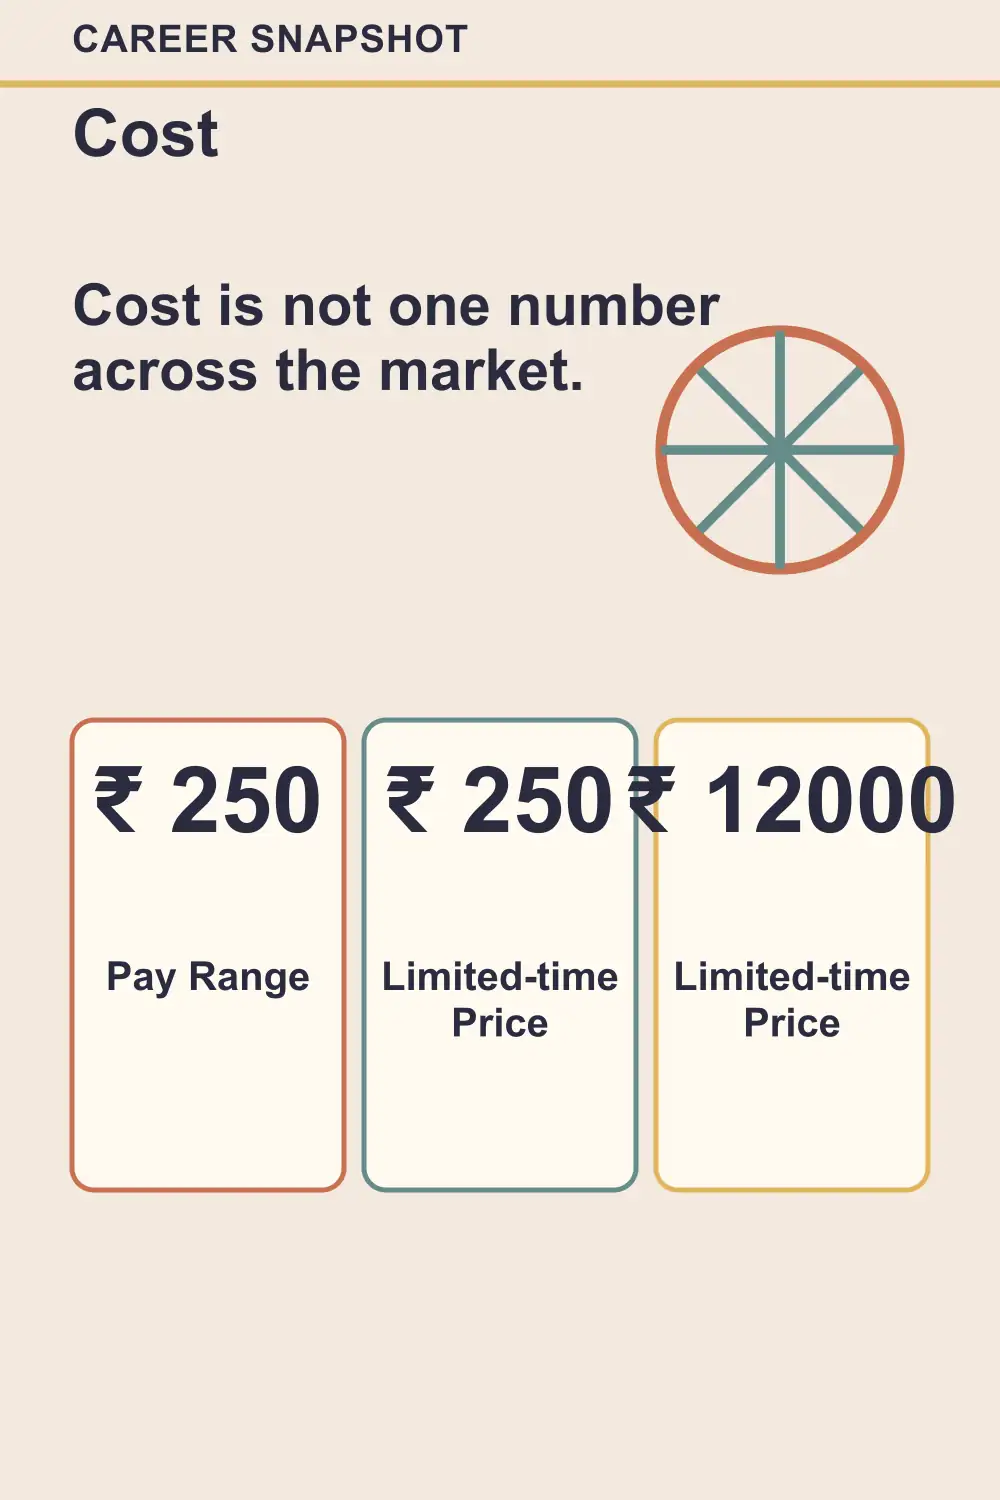 CAREER SNAPSHOT
Cost
Cost is not one number
across the market.
₹ 250
Pay Range
₹ 250
Limited-time
Price
₹ 12000
Limited-time
Price